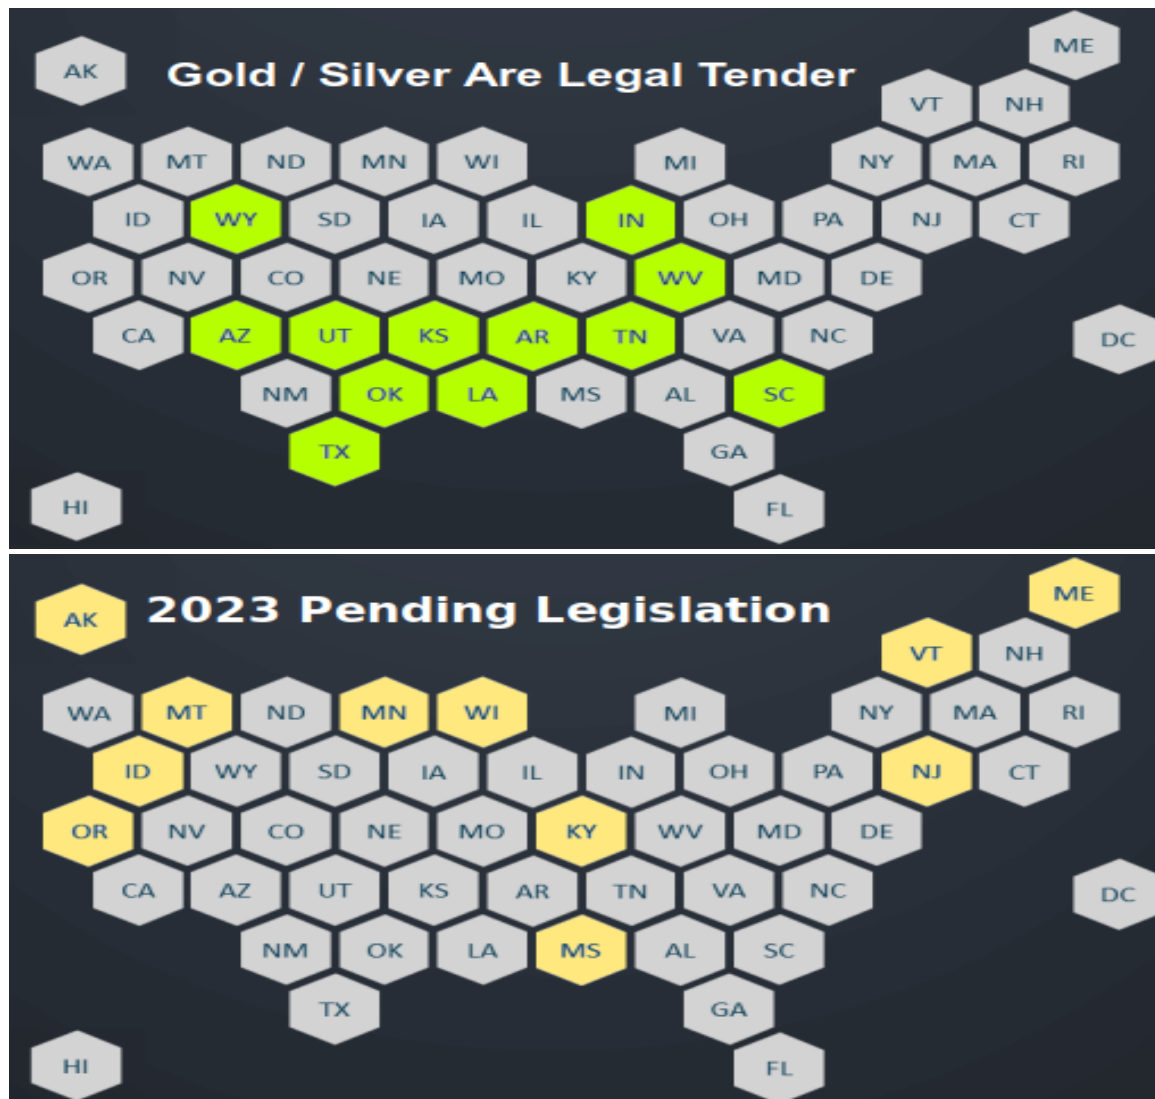 ME
AK
Gold / Silver Are Legal Tender
VT NH
WA MT ND MN WI MI NY MA RI
ID WY SD IA IL IN OH PA NJ CT
OR NV CO NE MO KY WV MD DE
CA AZ UT KS AR TN VA NC DC
NM OK LA MS AL SC
TX GA
HI FL
ME
AK 2023 Pending Legislation
VT NH
WA MT ND MN WI MI NY MA RI
ID WY SD IA IL IN OH PA NJ CT
OR NV CO NE MO KY WV MD DE
CA AZ UT KS AR TN VA NC DC
NM OK LA MS AL SC
TX GA
HI FL